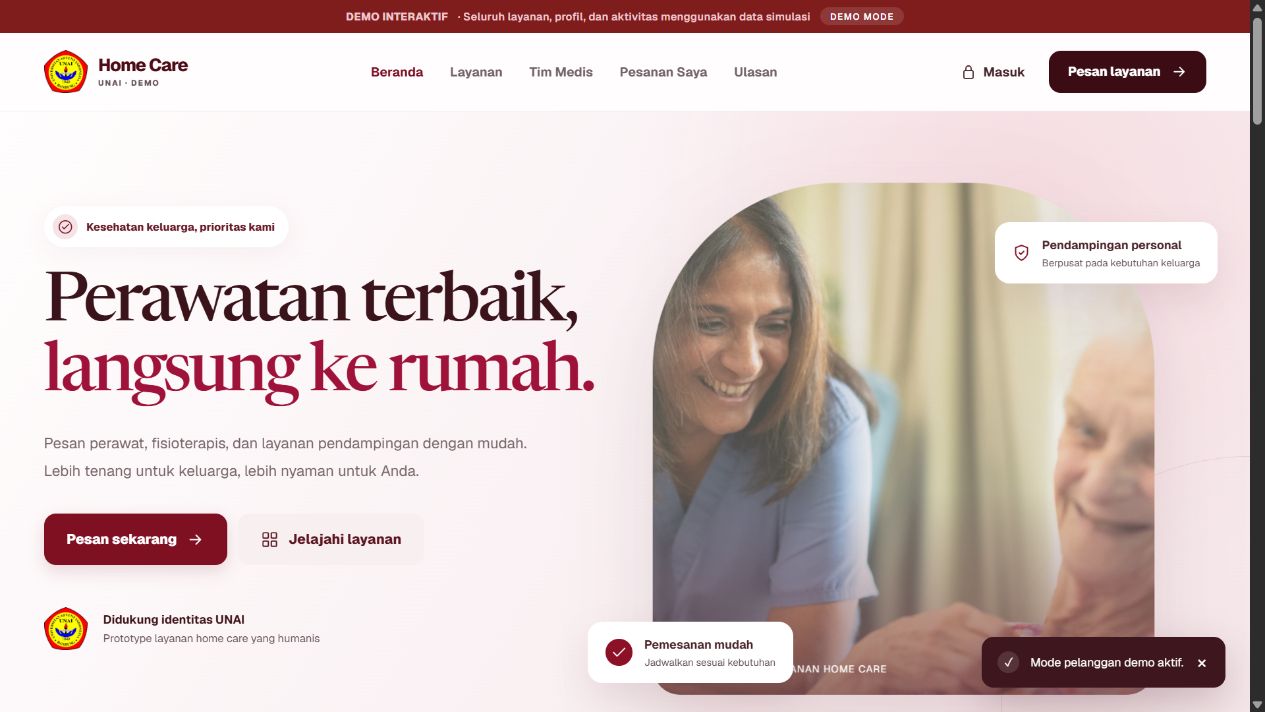 DEMO INTERAKTIF · Seluruh layanan, profil, dan aktivitas menggunakan data simulasi DEMO MODE
Home Care
UNAI · DEMO
Beranda Layanan Tim Medis Pesanan Saya Ulasan
Masuk
Pesan layanan →
Kesehatan keluarga, prioritas kami
Perawatan terbaik,
langsung ke rumah.
Pesan perawat, fisioterapis, dan layanan pendampingan dengan mudah.
Lebih tenang untuk keluarga, lebih nyaman untuk Anda.
Pesan sekarang →
Jelajahi layanan
Didukung identitas UNAI
Prototype layanan home care yang humanis
Pendampingan personal
Berpusat pada kebutuhan keluarga
Pemesanan mudah
Jadwalkan sesuai kebutuhan
HOME CARE
Mode pelanggan demo aktif. ×